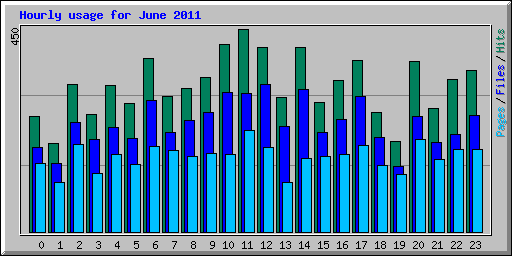 Hourly usage for June 2011
450
Pages/Files/Hits
0 1 2 3 4 5 6 7 8 9 10 11 12 13 14 15 16 17 18 19 20 21 22 23